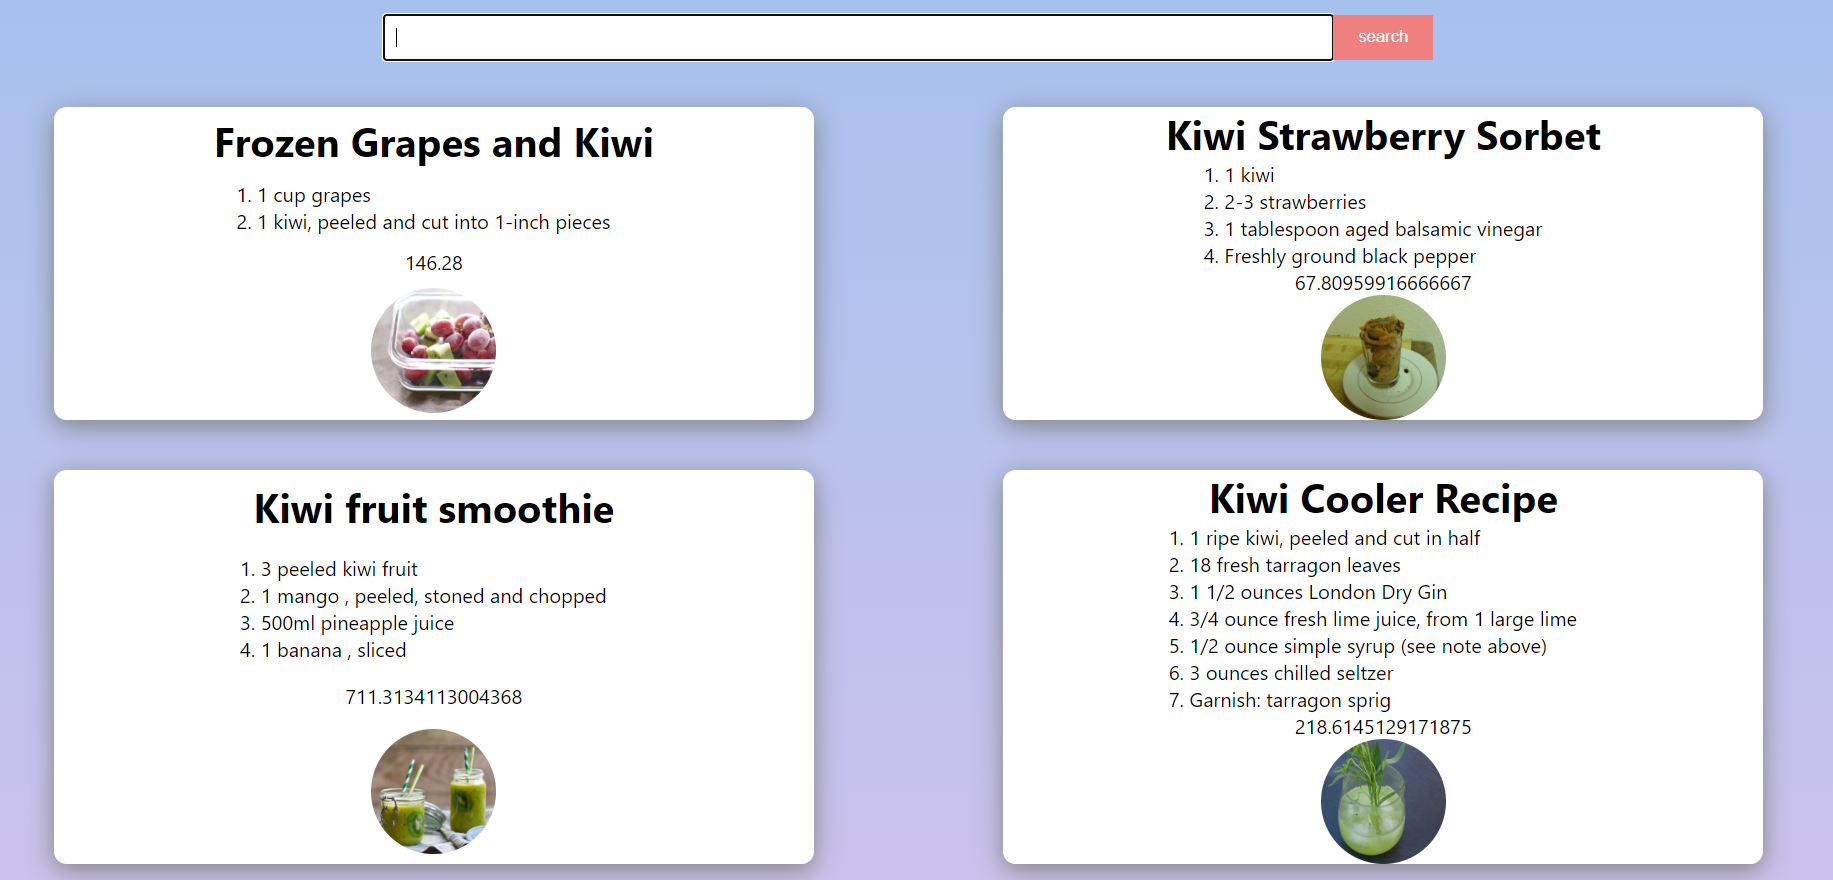 search
Frozen Grapes and Kiwi
1. 1 cup grapes
2. 1 kiwi, peeled and cut into 1-inch pieces
146.28
Kiwi Strawberry Sorbet
1. 1 kiwi
2. 2-3 strawberries
3. 1 tablespoon aged balsamic vinegar
4. Freshly ground black pepper
67.80959916666667
Kiwi fruit smoothie
1. 3 peeled kiwi fruit
2. 1 mango , peeled, stoned and chopped
3. 500ml pineapple juice
4. 1 banana , sliced
711.3134113004368
Kiwi Cooler Recipe
1. 1 ripe kiwi, peeled and cut in half
2. 18 fresh tarragon leaves
3. 1 1/2 ounces London Dry Gin
4. 3/4 ounce fresh lime juice, from 1 large lime
5. 1/2 ounce simple syrup (see note above)
6. 3 ounces chilled seltzer
7. Garnish: tarragon sprig
218.6145129171875